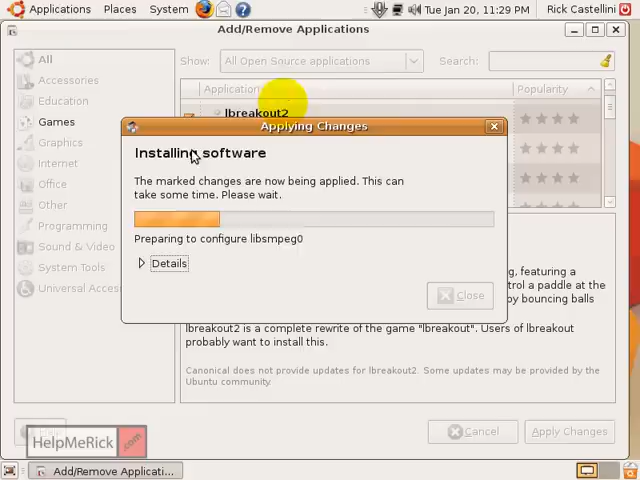 Applications Places System Tue Jan 20, 11:29 PM Rick Castellini
Add/Remove Applications
All
Accessories
Education
Games
Graphics
Internet
Office
Other
Programming
Sound & Video
System Tools
Universal Access
Show: All Open Source applications Search:
Application Popularity
lbreakout2
Applying Changes
Installing software
The marked changes are now being applied. This can
take some time. Please wait.
Preparing to configure libsmpeg0
Details
Close
g, featuring a
trol a paddle at the
by bouncing balls
lbreakout2 is a complete rewrite of the game "lbreakout". Users of lbreakout
probably want to install this.
Canonical does not provide updates for lbreakout2. Some updates may be provided by the
Ubuntu community.
Cancel Apply Changes
HelpMeRick.com
Add/Remove Applicati...